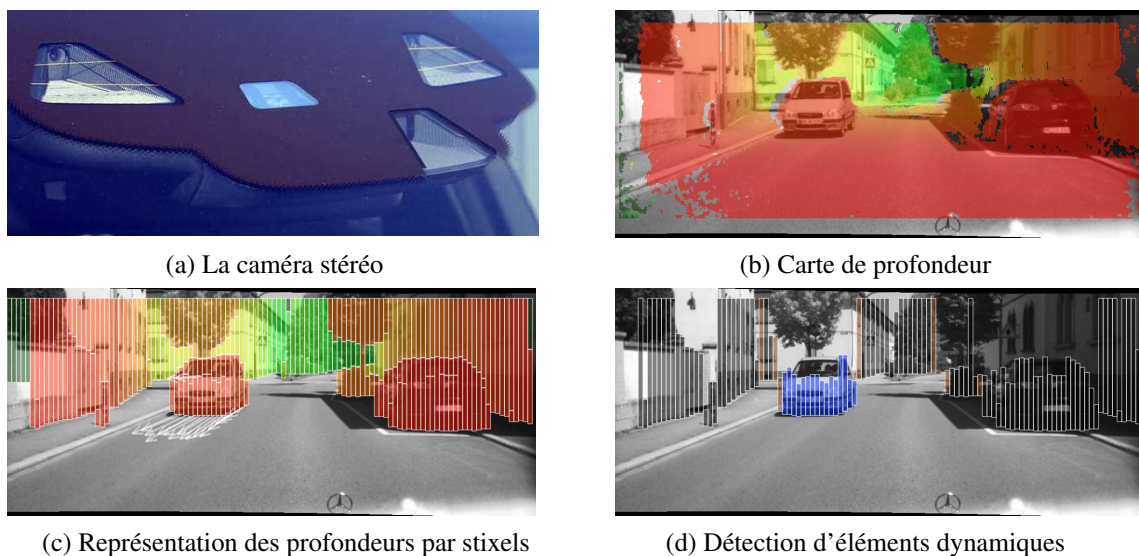 (a) La caméra stéréo
(b) Carte de profondeur
(c) Représentation des profondeurs par stixels
(d) Détection d'éléments dynamiques